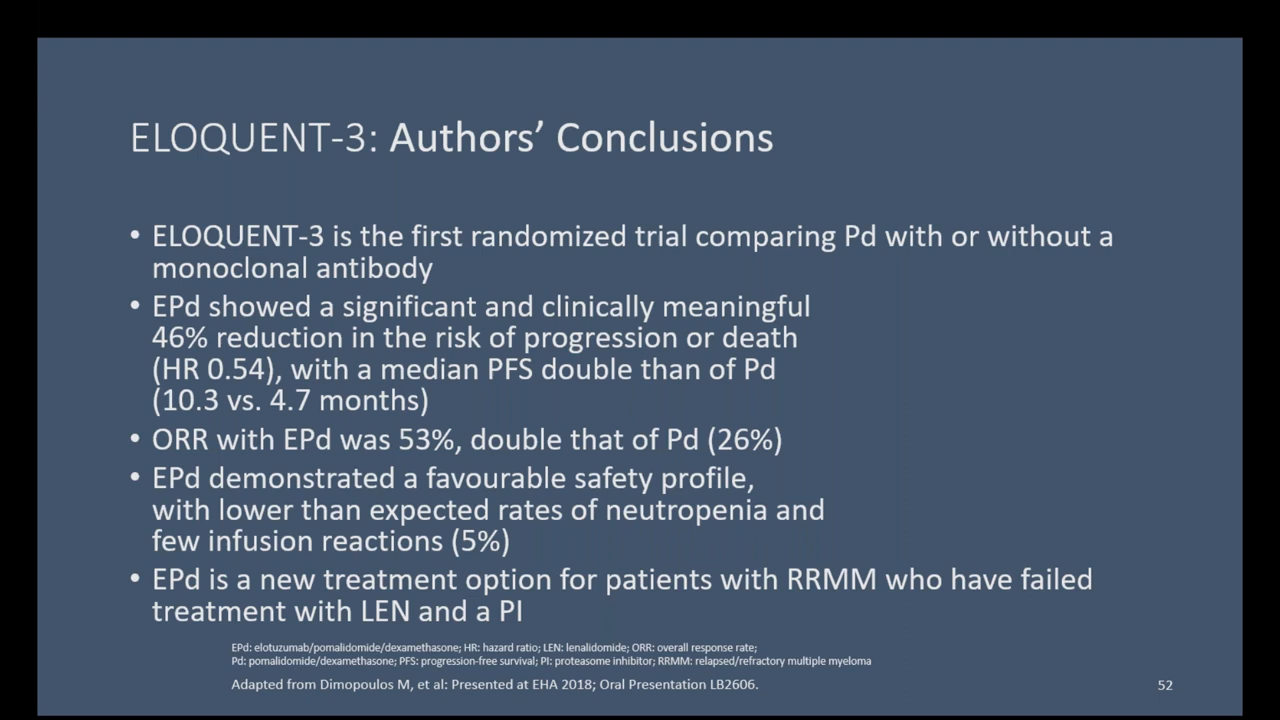 ELOQUENT-3: Authors’ Conclusions
• ELOQUENT-3 is the first randomized trial comparing Pd with or without a
monoclonal antibody
• EPd showed a significant and clinically meaningful
46% reduction in the risk of progression or death
(HR 0.54), with a median PFS double than of Pd
(10.3 vs. 4.7 months)
• ORR with EPd was 53%, double that of Pd (26%)
• EPd demonstrated a favourable safety profile,
with lower than expected rates of neutropenia and
few infusion reactions (5%)
• EPd is a new treatment option for patients with RRMM who have failed
treatment with LEN and a PI
EPd: elotuzumab/pomalidomide/dexamethasone; HR: hazard ratio; LEN: lenalidomide; ORR: overall response rate;
Pd: pomalidomide/dexamethasone; PFS: progression-free survival; PI: proteasome inhibitor; RRMM: relapsed/refractory multiple myeloma
Adapted from Dimopoulos M, et al: Presented at EHA 2018; Oral Presentation LB2606.
52